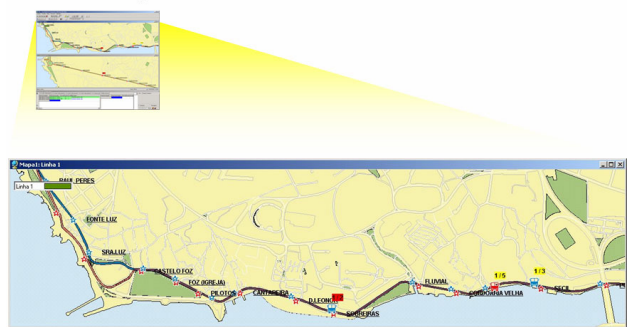 Mapa1: Linha 1
RAUL PERES
Linha 1
FONTE LUZ
SRA.LUZ
CASTELO FOZ
FOZ (IGREJA)
PILOTOS
CANTAREIRA
D.LEONOR
SOBREIRAS
FLUVIAL
1/5
1/3
CORDOARIA VELHA
SECIL